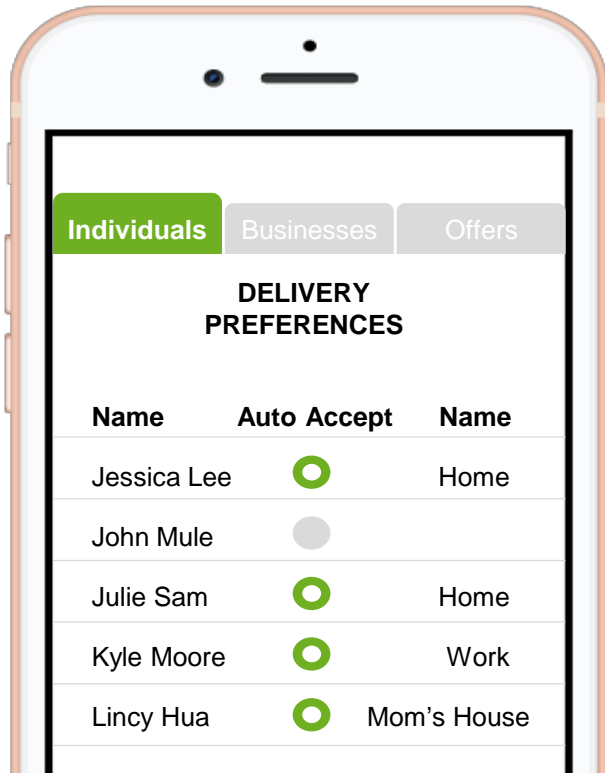 Individuals Businesses Offers
DELIVERY
PREFERENCES
Name Auto Accept Name
Jessica Lee Home
John Mule
Julie Sam Home
Kyle Moore Work
Lincy Hua Mom’s House